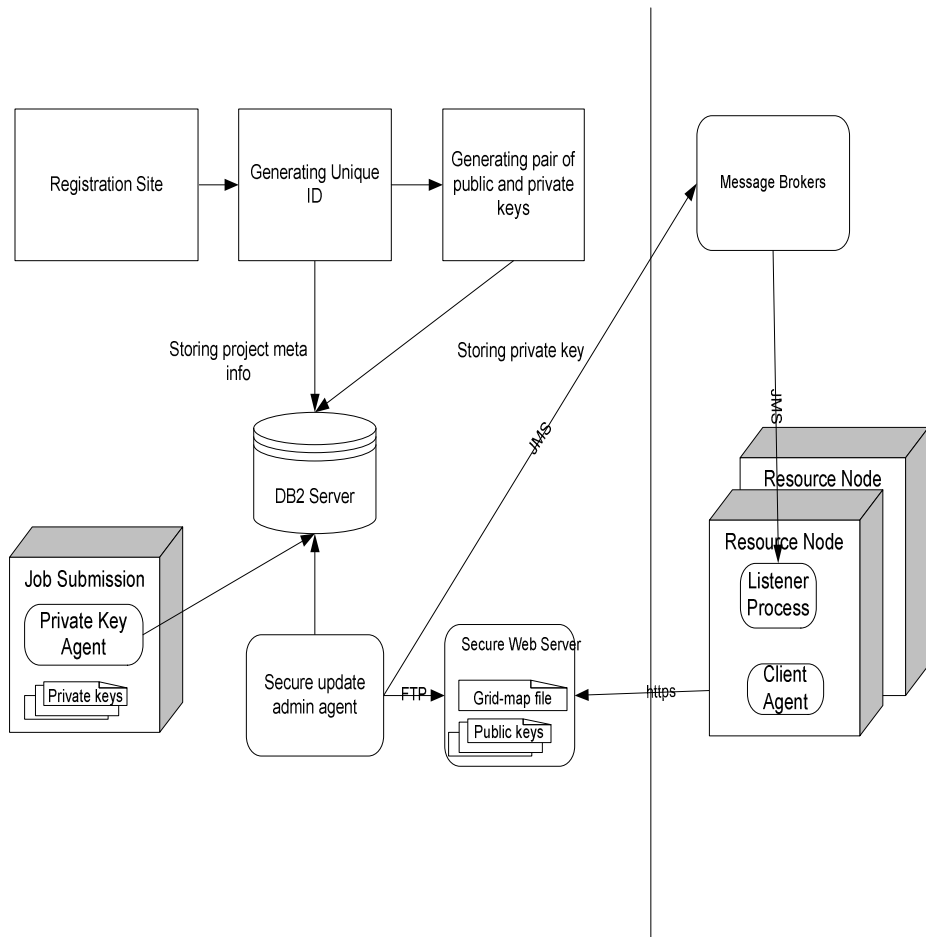 Registration Site
Generating Unique
ID
Generating pair of
public and private
keys
Message Brokers
Storing project meta
info
Storing private key
JMS
JMS
DB2 Server
Resource Node
Resource Node
Listener
Process
Client
Agent
Job Submission
Private Key
Agent
Private keys
Secure update
admin agent
FTP
Secure Web Server
Grid-map file
Public keys
https